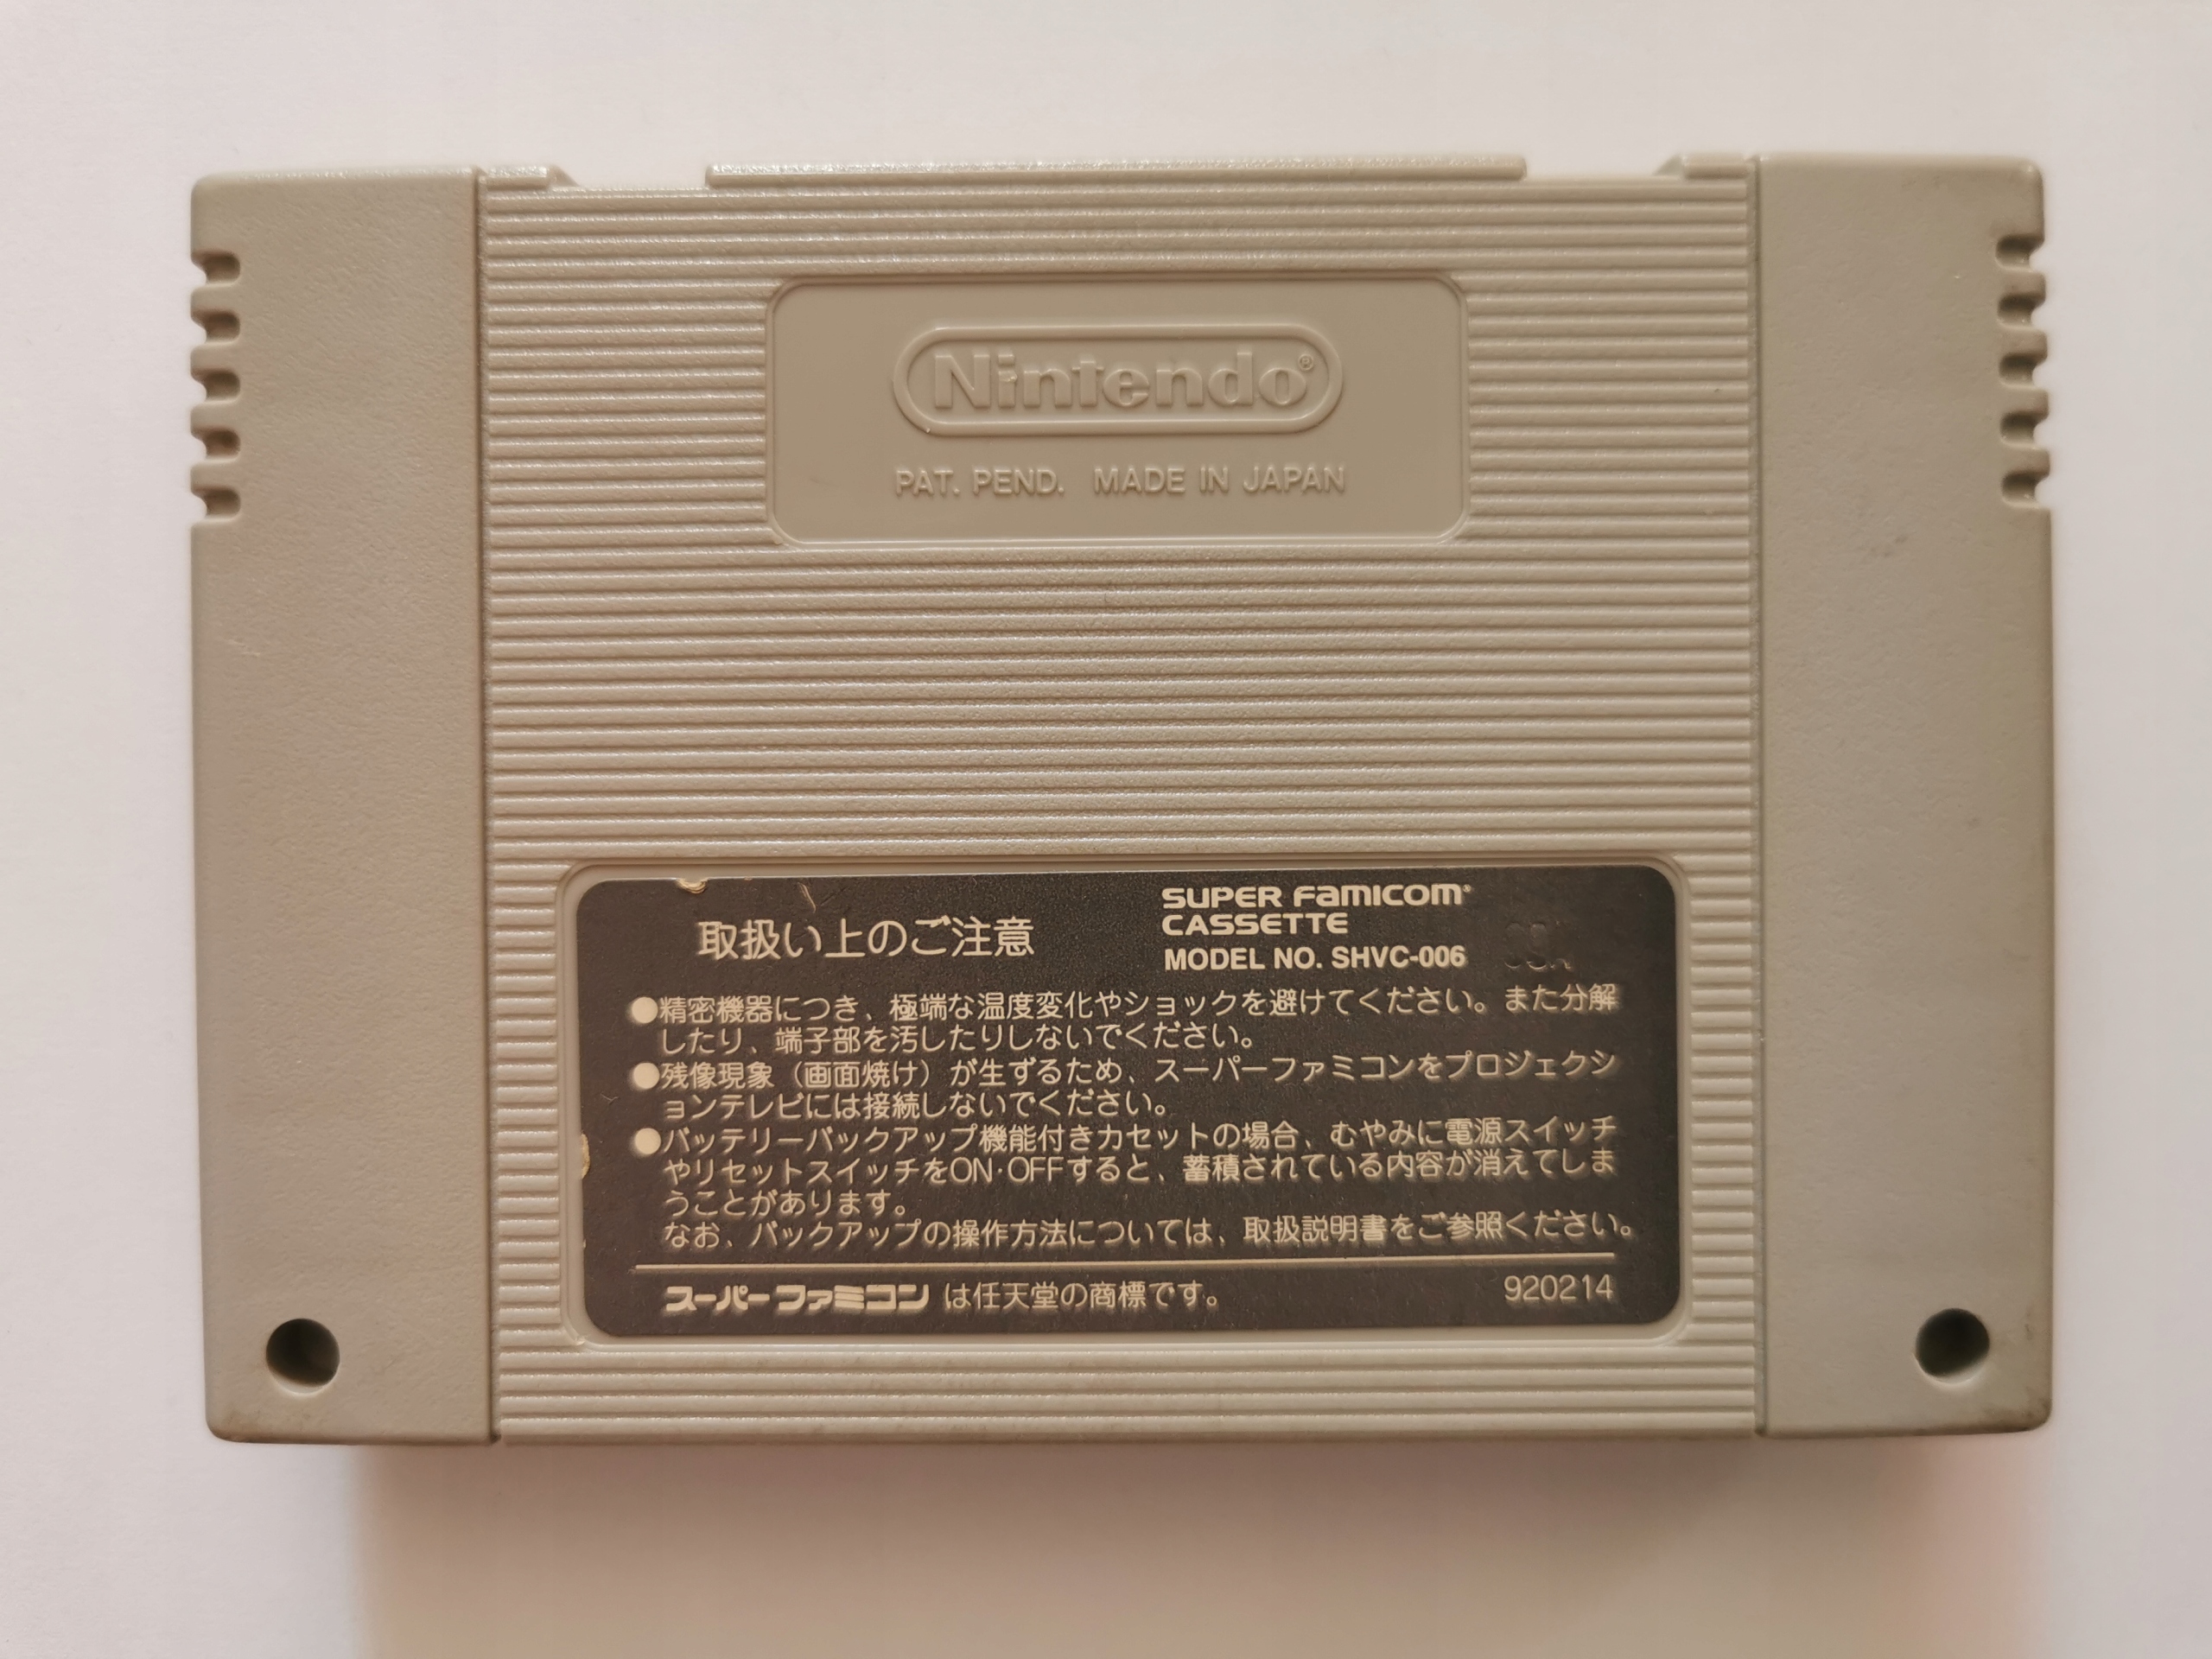 Nintendo®
PAT. PEND. MADE IN JAPAN
取扱い上のご注意
SUPER FAMICOM
CASSETTE
MODEL NO. SHVC-006
●精密機器につき、極端な温度変化やショックを避けてください。また分解
したり、端子部を汚したりしないでください。
●残像現象（画面焼け）が生ずるため、スーパーファミコンをプロジェクシ
ョンテレビには接続しないでください。
●バッテリーバックアップ機能付きカセットの場合、むやみに電源スイッチ
やリセットスイッチをON·OFFすると、蓄積されている内容が消えてしま
うことがあります。
なお、バックアップの操作方法については、取扱説明書をご参照ください。
スーパーファミコンは任天堂の商標です。
920214